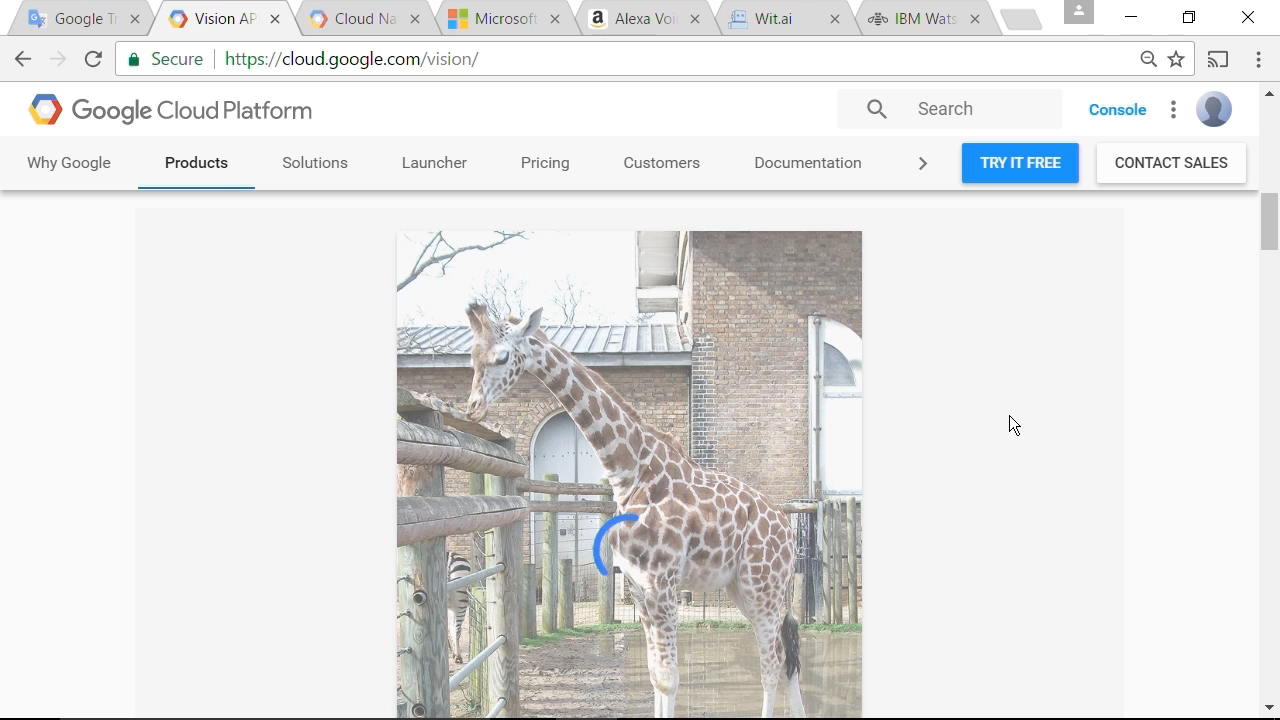 Google Tr
Vision AP
Cloud Na
Microsoft
Alexa Voi
Wit.ai
IBM Wats
Secure
https://cloud.google.com/vision/
Google Cloud Platform
Search
Console
Why Google
Products
Solutions
Launcher
Pricing
Customers
Documentation
TRY IT FREE
CONTACT SALES